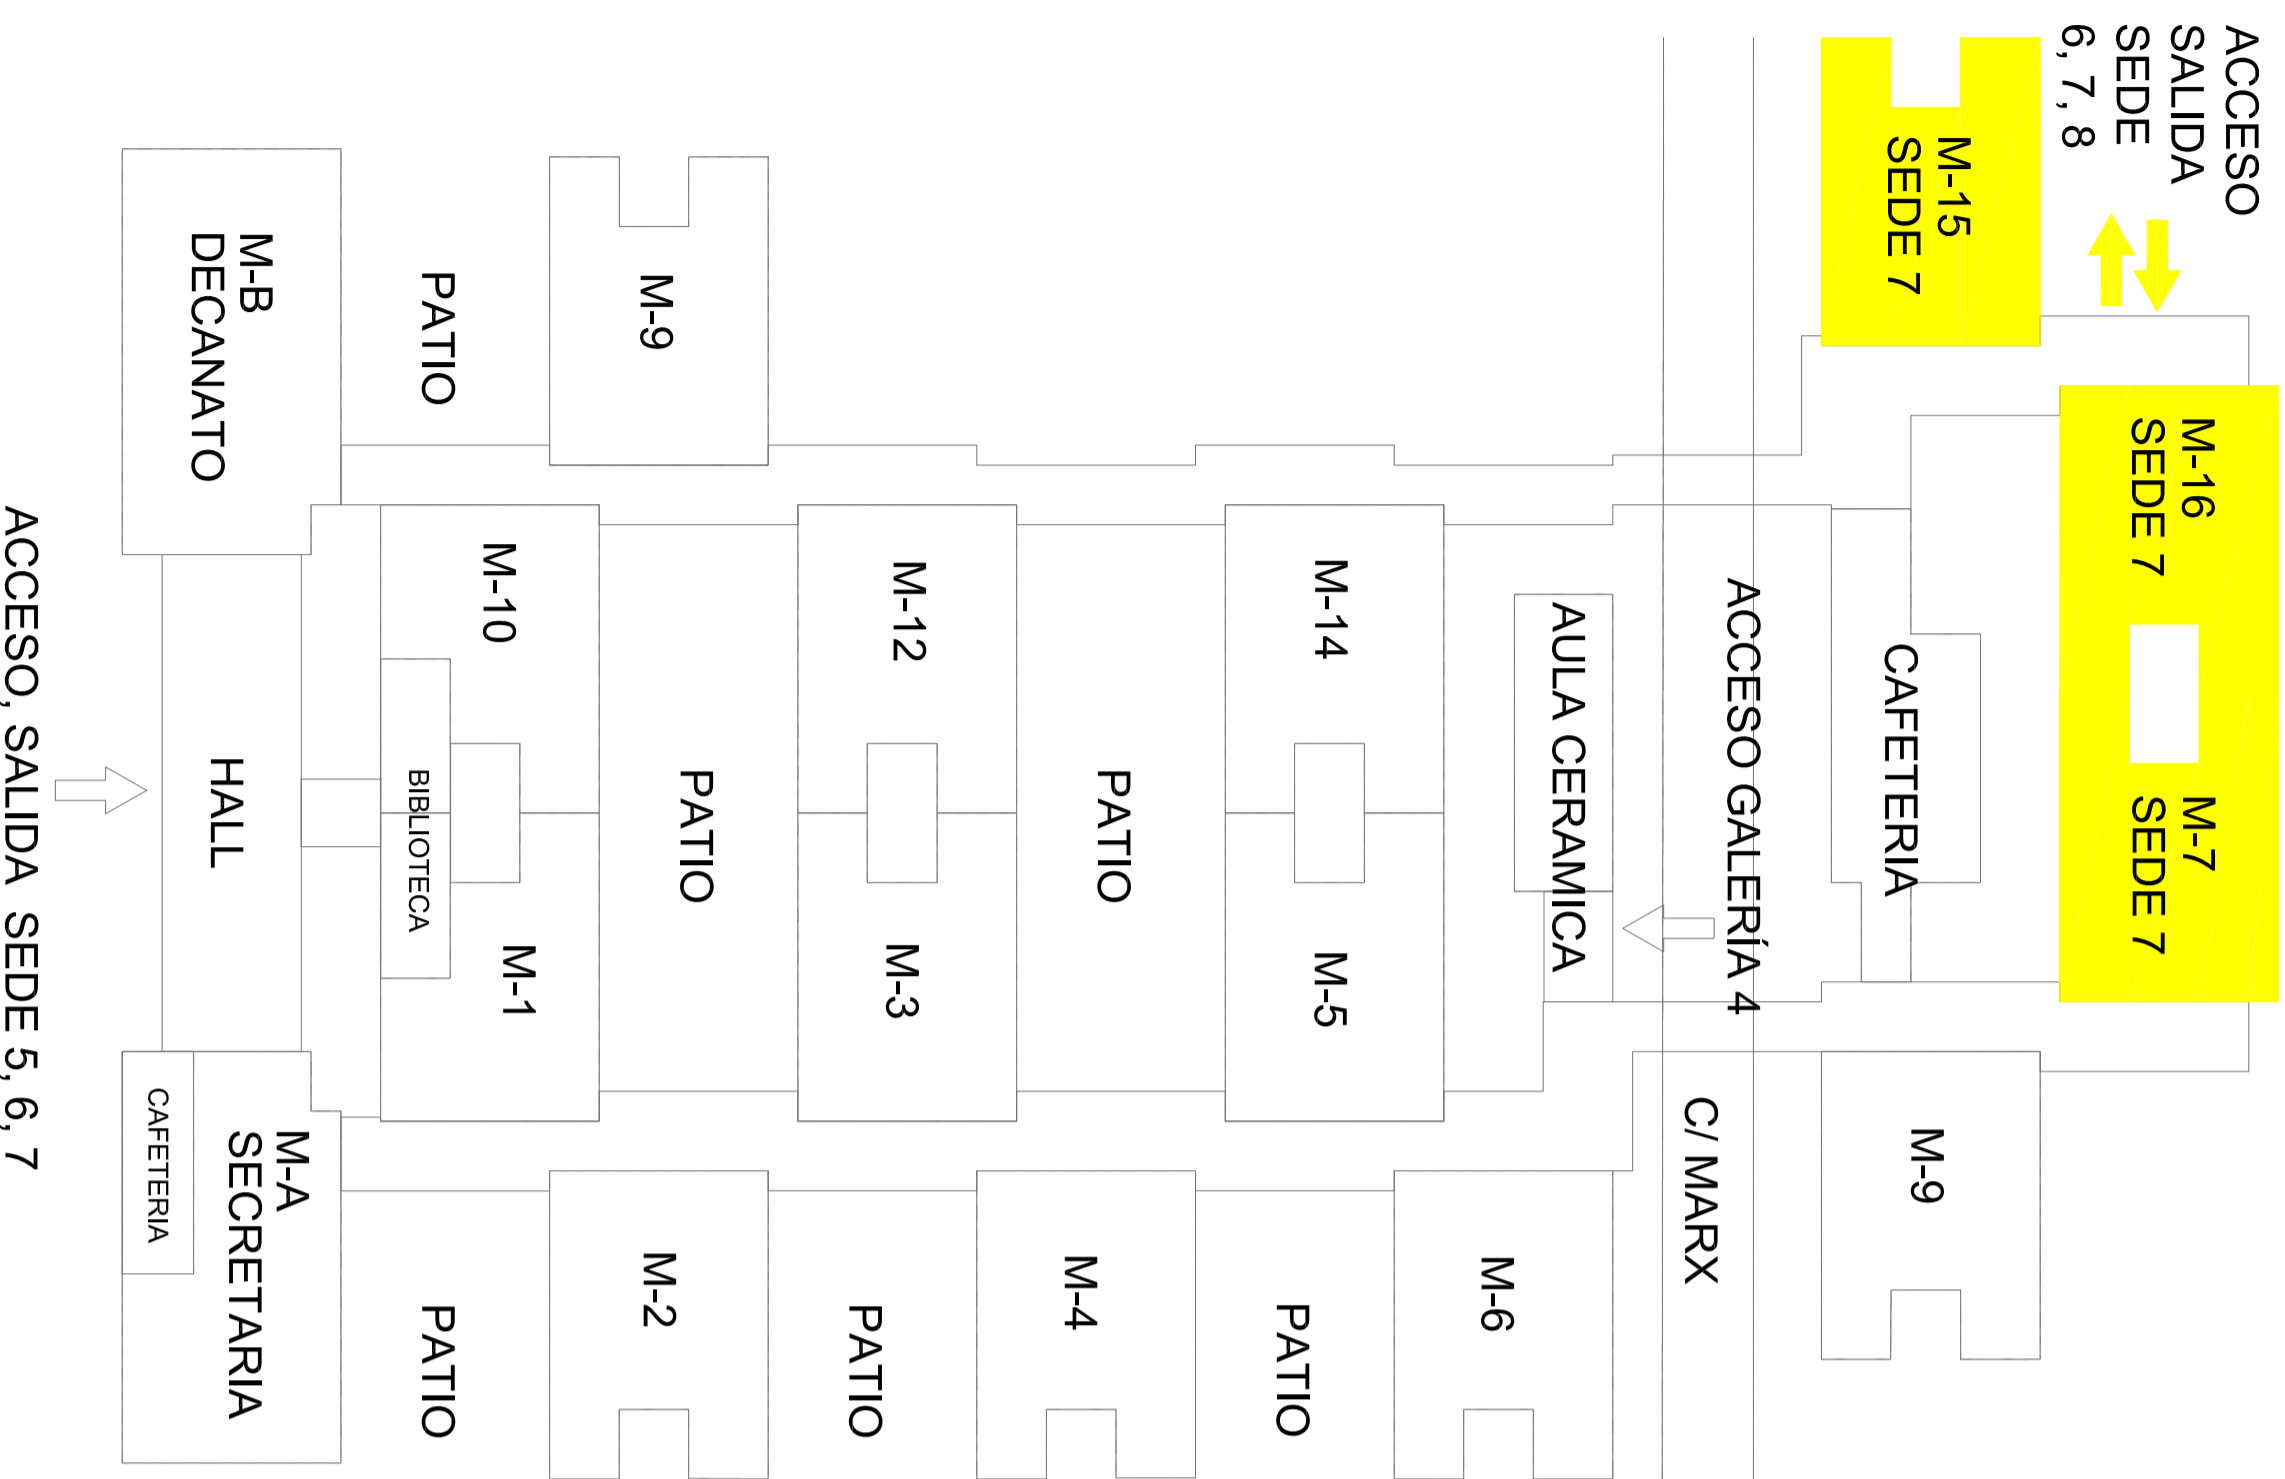 ACCESO
SALIDA
SEDE
6, 7, 8
M-16
SEDE 7
M-7
SEDE 7
M-15
SEDE 7
CAFETERIA
M-9
ACCESO GALERÍA 4
C/ MARX
AULA CERAMICA
M-14
M-5
M-6
PATIO
PATIO
M-12
M-3
M-4
PATIO
PATIO
M-9
M-2
M-10
M-1
BIBLIOTECA
PATIO
PATIO
M-B
DECANATO
HALL
M-A
SECRETARIA
CAFETERIA
ACCESO, SALIDA SEDE 5, 6, 7